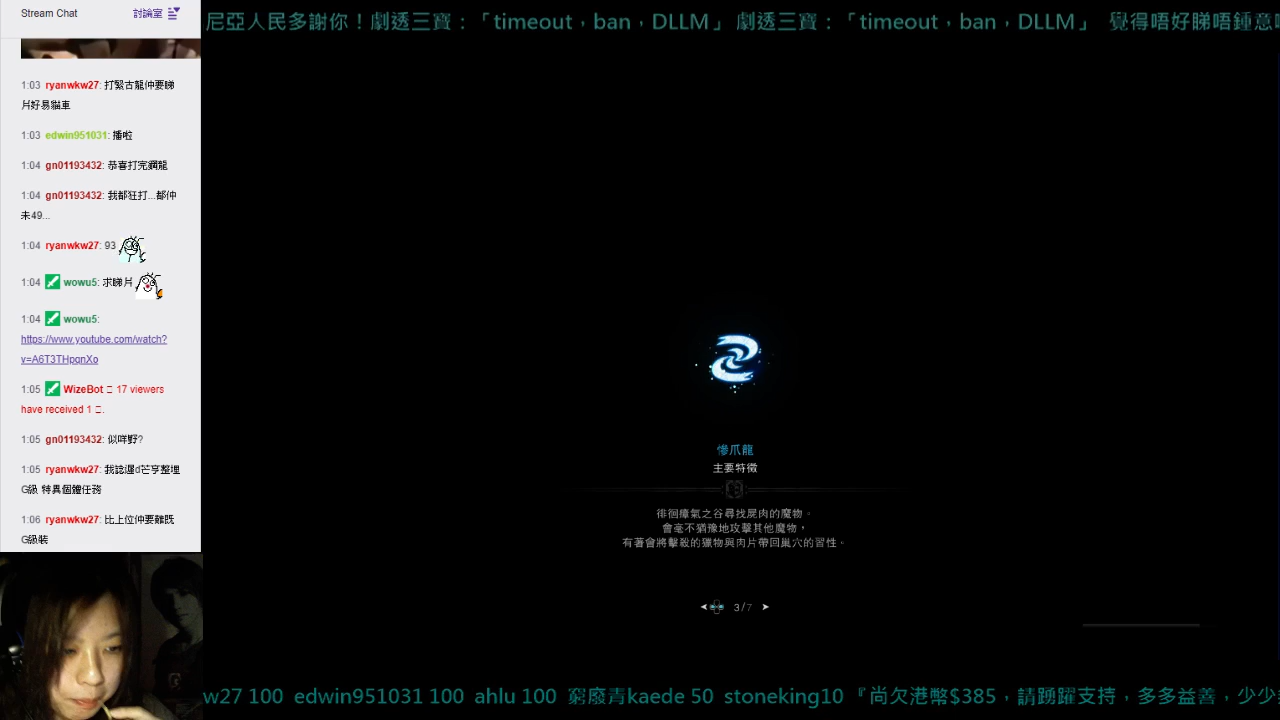 Stream Chat
討論室
尼亞人民多謝你！劇透三寶：「timeout，ban，DLLM」 劇透三寶：「timeout，ban，DLLM」 覺得唔好睇唔鍾意
1:03 ryanwkw27: 打緊古龍仲要睇
片好易貓車
1:03 edwin951031: 播啦
1:04 gn01193432: 恭喜打完鋼龍
1:04 gn01193432: 我都狂打...都仲
未49...
1:04 ryanwkw27: 93
1:04 wowu5: 求睇片
1:04 wowu5:
https://www.youtube.com/watch?
v=A6T3THpqnXo
1:05 WizeBot 17 viewers
have received 1
1:05 gn01193432: 似咩野?
1:05 ryanwkw27: 我諗遲d芒亨整埋
G級 特異個體任務
1:06 ryanwkw27: 比上位仲要難既
G級裝
慘爪龍
主要特徵
徘徊瘴氣之谷尋找屍肉的魔物。
會毫不猶豫地攻擊其他魔物，
有著會將擊殺的獵物與肉片帶回巢穴的習性。
3/7
w27 100 edwin951031 100 ahlu 100 窮廢青kaede 50 stoneking10 『尚欠港幣$385，請踴躍支持，多多益善，少少